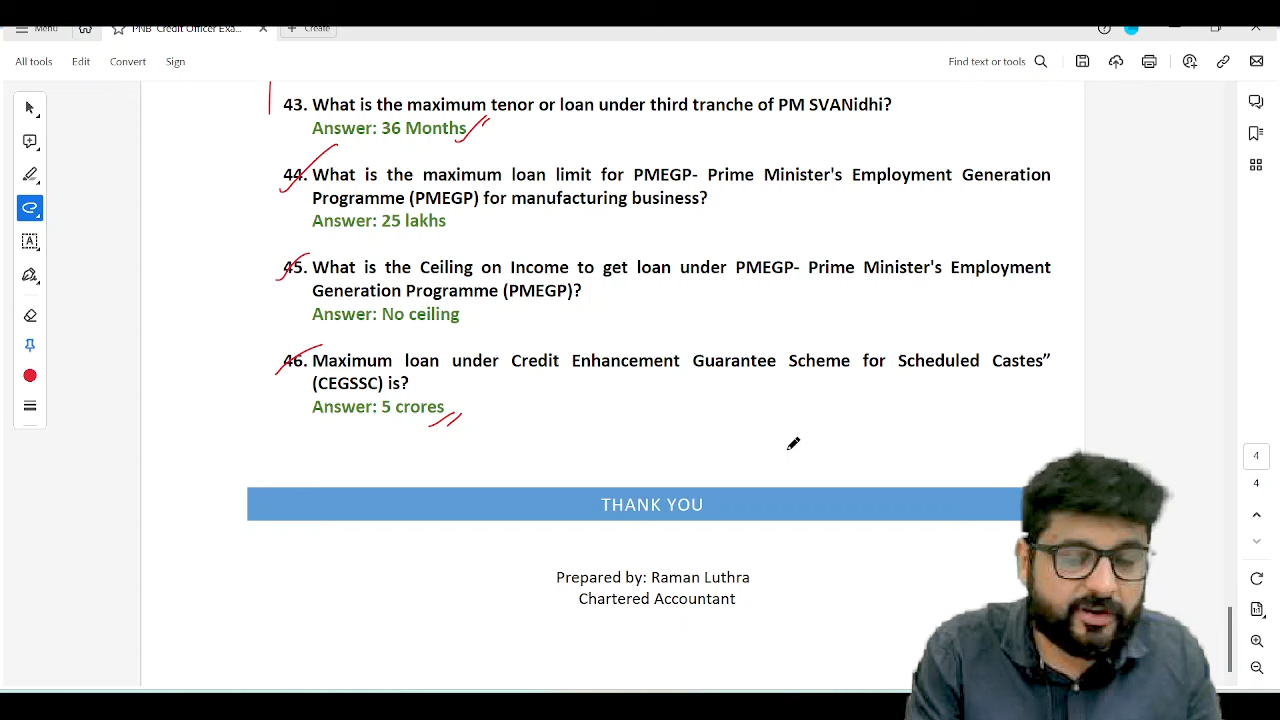 Menu
PNB Credit Officer Exa...
Create
All tools
Edit
Convert
Sign
Find text or tools
43. What is the maximum tenor or loan under third tranche of PM SVANidhi?
Answer: 36 Months
44. What is the maximum loan limit for PMEGP- Prime Minister's Employment Generation
Programme (PMEGP) for manufacturing business?
Answer: 25 lakhs
45. What is the Ceiling on Income to get loan under PMEGP- Prime Minister's Employment
Generation Programme (PMEGP)?
Answer: No ceiling
46. Maximum loan under Credit Enhancement Guarantee Scheme for Scheduled Castes”
(CEGSSC) is?
Answer: 5 crores
4
4
THANK YOU
Prepared by: Raman Luthra
Chartered Accountant